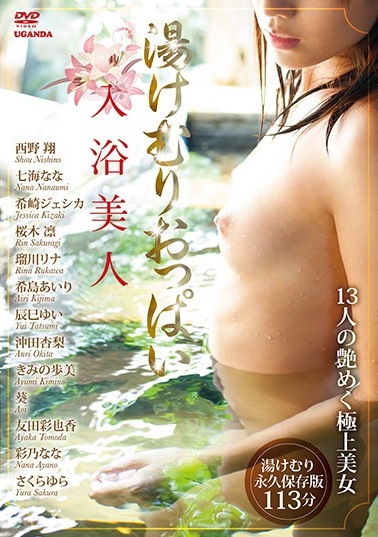 DVD
VIDEO
UGANDA
湯けむりおっぱい
入浴美人
西野 翔
Shou Nishino
七海なな
Nana Nanaumi
希崎ジェシカ
Jessica Kizaki
桜木 凛
Rin Sakuragi
瑠川リナ
Rina Rukawa
希島あいり
Airi Kijima
辰巳ゆい
Yui Tatsumi
沖田杏梨
Anri Okita
きみの歩美
Ayumi Kimino
葵
Aoi
友田彩也香
Ayaka Tomoda
彩乃なな
Nana Ayano
さくらゆら
Yura Sakura
13人の艶めく極上美女
湯けむり
永久保存版
113分